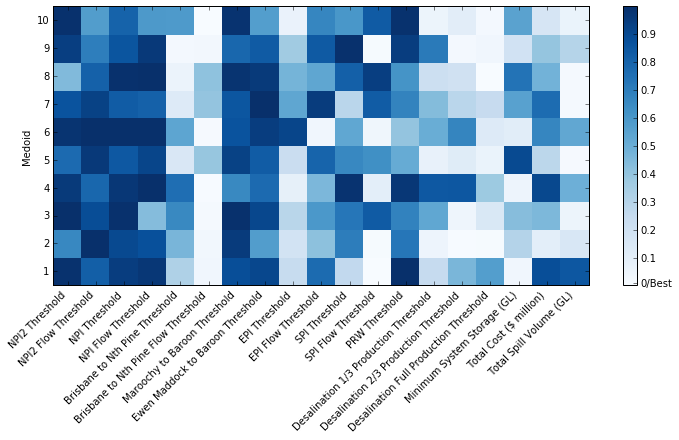 10
9
8
7
6
5
4
3
2
1
Medoid
NPI2 Threshold
NPI2 Flow Threshold
NPI Threshold
NPI Flow Threshold
Brisbane to Nth Pine Threshold
Brisbane to Nth Pine Flow Threshold
Maroochy to Baroon Threshold
Ewen Maddock to Baroon Threshold
EPI Threshold
EPI Flow Threshold
SPI Threshold
SPI Flow Threshold
PRW Threshold
Desalination 1/3 Production Threshold
Desalination 2/3 Production Threshold
Desalination Full Production Threshold
Minimum System Storage (GL)
Total Cost ($ million)
Total Spill Volume (GL)
0.9
0.8
0.7
0.6
0.5
0.4
0.3
0.2
0.1
0/Best